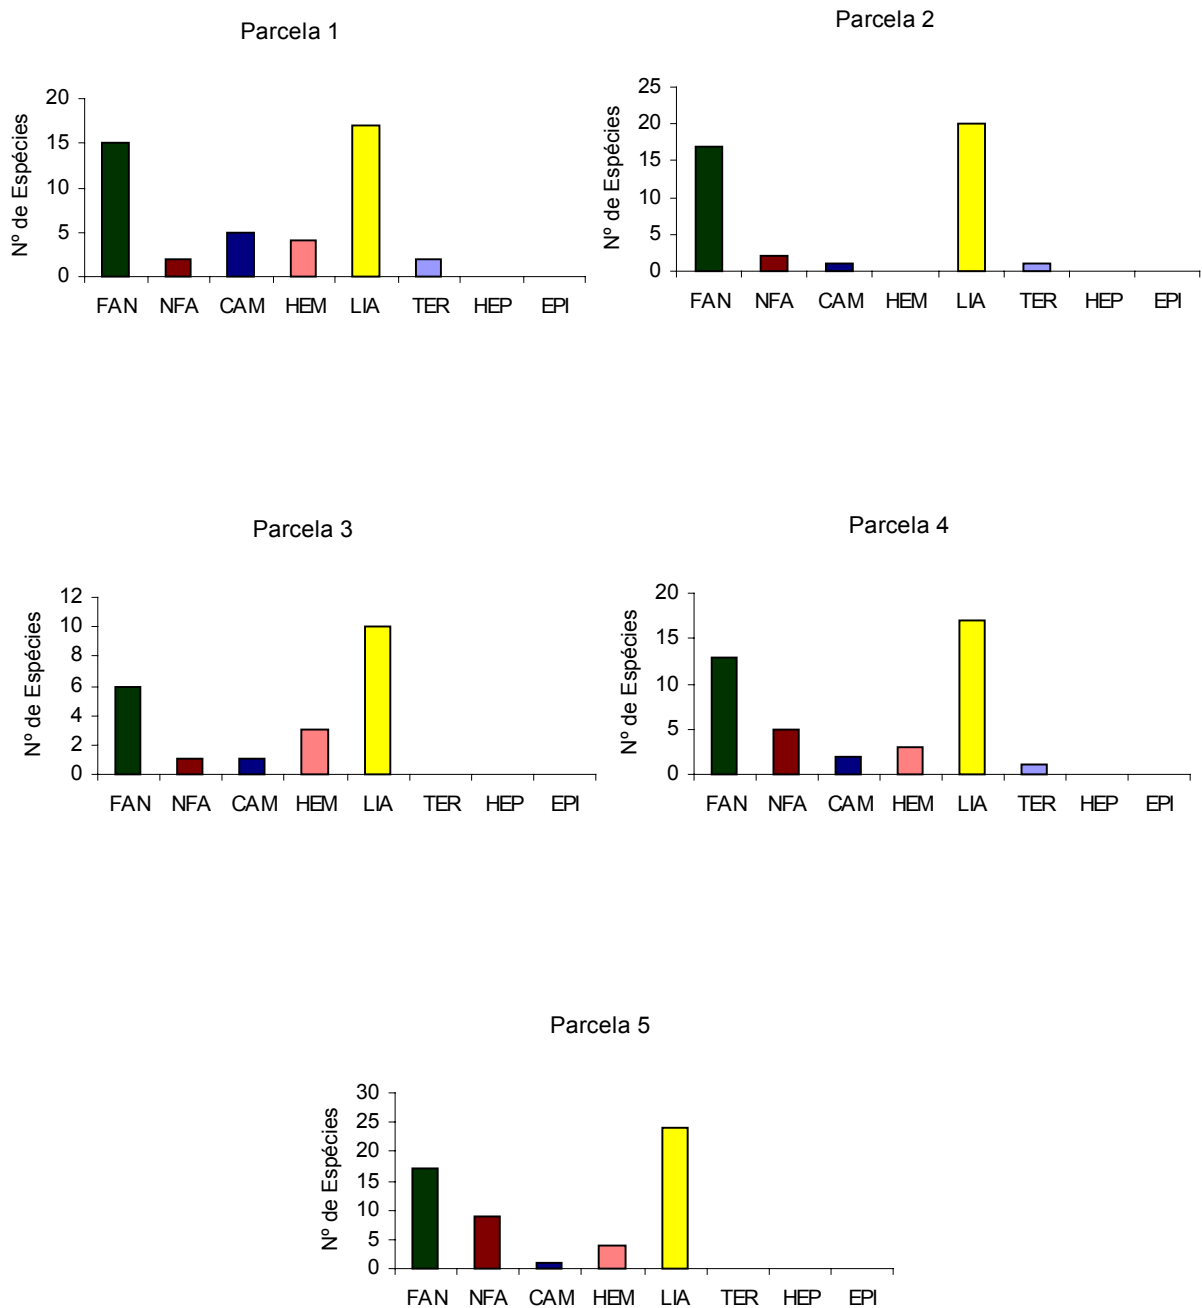 Parcela 1
Nº de Espécies
20
15
10
5
0
FAN NFA CAM HEM LIA TER HEP EPI
Parcela 2
Nº de Espécies
25
20
15
10
5
0
FAN NFA CAM HEM LIA TER HEP EPI
Parcela 3
Nº de Espécies
12
10
8
6
4
2
0
FAN NFA CAM HEM LIA TER HEP EPI
Parcela 4
Nº de Espécies
20
15
10
5
0
FAN NFA CAM HEM LIA TER HEP EPI
Parcela 5
Nº de Espécies
30
25
20
15
10
5
0
FAN NFA CAM HEM LIA TER HEP EPI